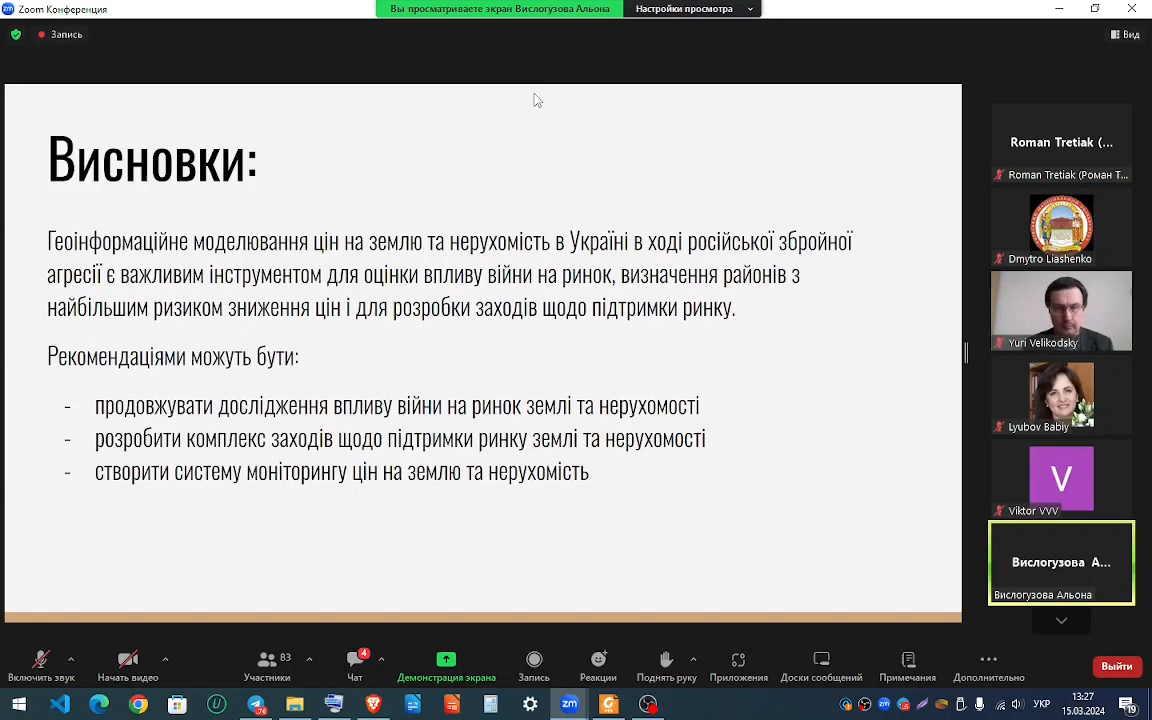 Zoom Конференция
Вы просматриваете экран Вислогузова Альона
Настройки просмотра
Запись
Вид
Висновки:
Геоінформаційне моделювання цін на землю та нерухомість в Україні в ході російської збройної
агресії є важливим інструментом для оцінки впливу війни на ринок, визначення районів з
найбільшим ризиком зниження цін і для розробки заходів щодо підтримки ринку.
Рекомендаціями можуть бути:
- продовжувати дослідження впливу війни на ринок землі та нерухомості
- розробити комплекс заходів щодо підтримки ринку землі та нерухомості
- створити систему моніторингу цін на землю та нерухомість
Roman Tretiak (...
Roman Tretiak (Роман Т...
Dmytro Liashenko
Yuri Velikodsky
Lyubov Babiy
V
Viktor VVV
Вислогузова А...
Вислогузова Альона
Включить звук
Начать видео
83
Участники
4
Чат
Демонстрация экрана
Запись
Реакции
Поднять руку
Приложения
Доски сообщений
Примечания
Дополнительно
Выйти
УКР
13:27
15.03.2024
19